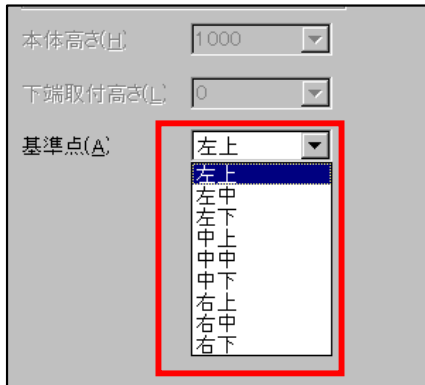 本体高さ(H) 1000
下端取付高さ(L) 0
基準点(A) 左上
左上
左中
左下
中上
中中
中下
右上
右中
右下